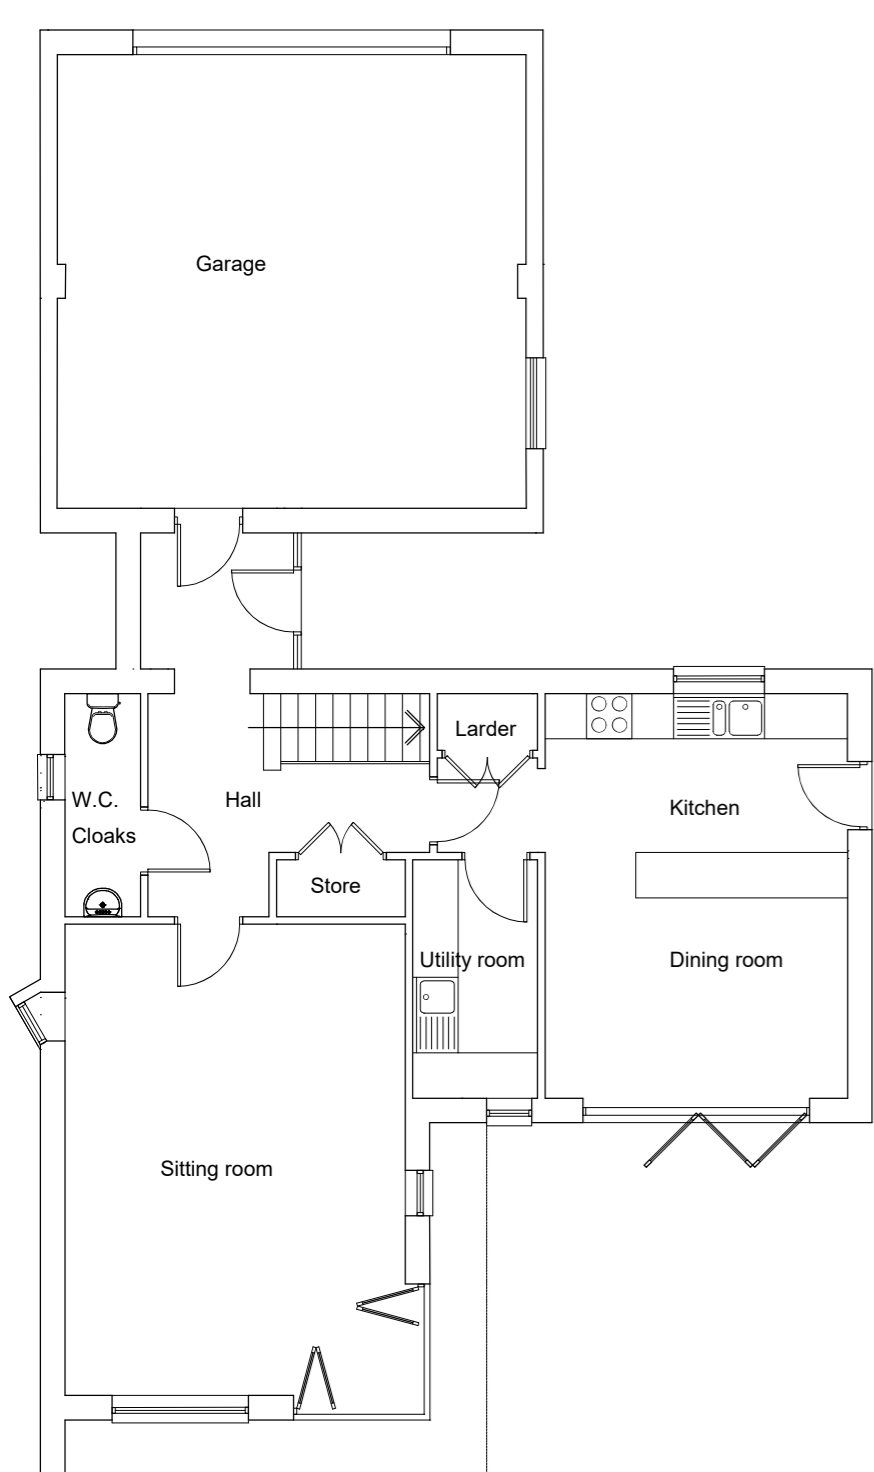 Garage
Larder
W.C.
Cloaks
Hall
Kitchen
Store
Utility room
Dining room
Sitting room